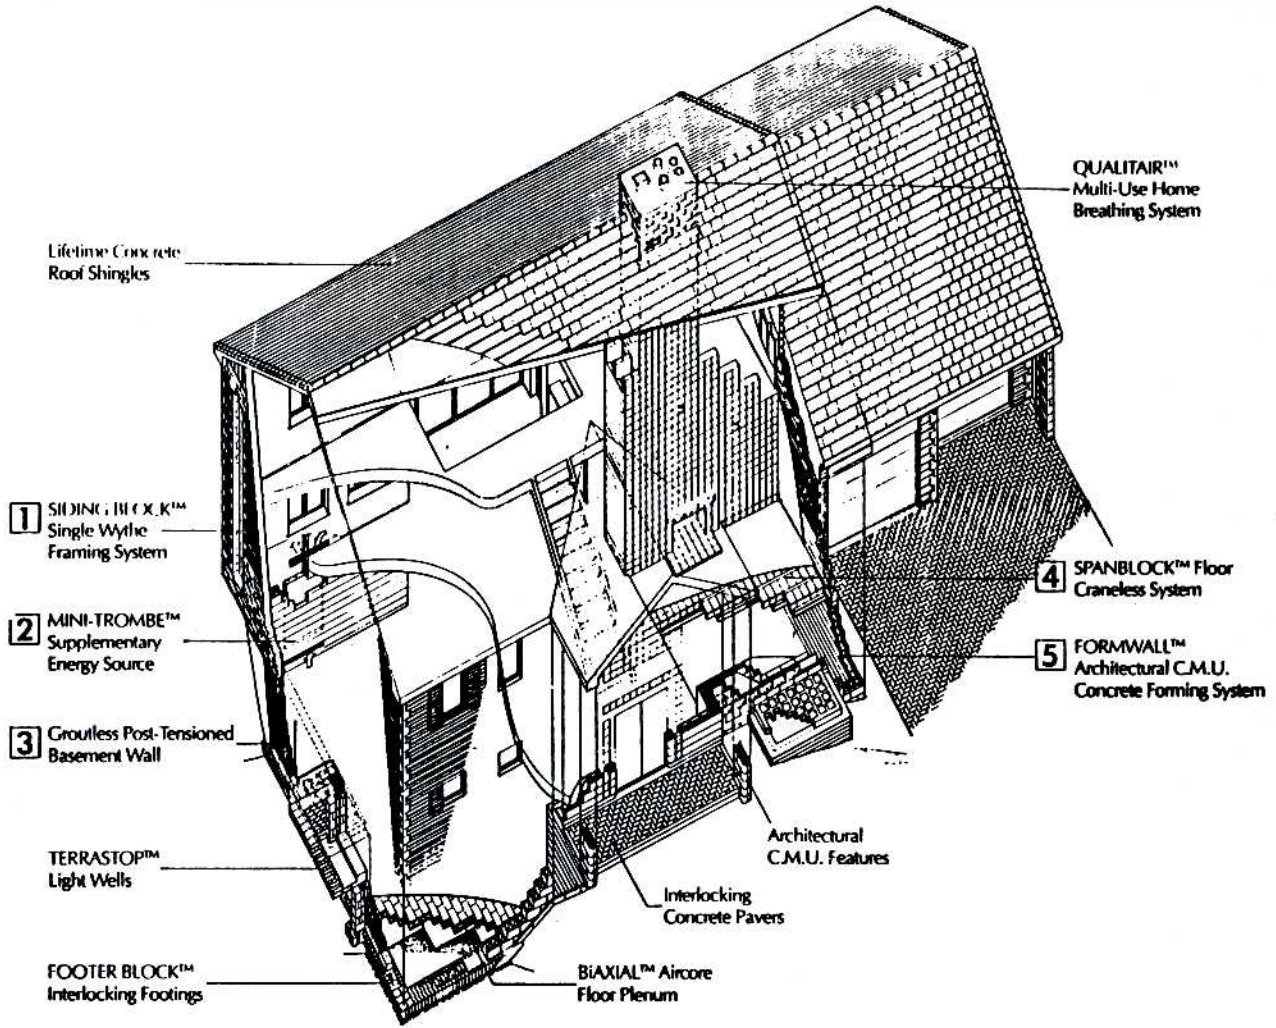 QUALITAIR™
Multi-Use Home
Breathing System
Lifetime Concrete
Roof Shingles
1 SIDING BLOCK™
Single Wythe
Framing System
2 MINI-TROMBE™
Supplementary
Energy Source
3 Groutless Post-Tensioned
Basement Wall
4 SPANBLOCK™ Floor
Craneless System
5 FORMWALL™
Architectural C.M.U.
Concrete Forming System
TERRASTOP™
Light Wells
Architectural
C.M.U. Features
Interlocking
Concrete Pavers
FOOTER BLOCK™
Interlocking Footings
BiAXIAL™ Aircore
Floor Plenum